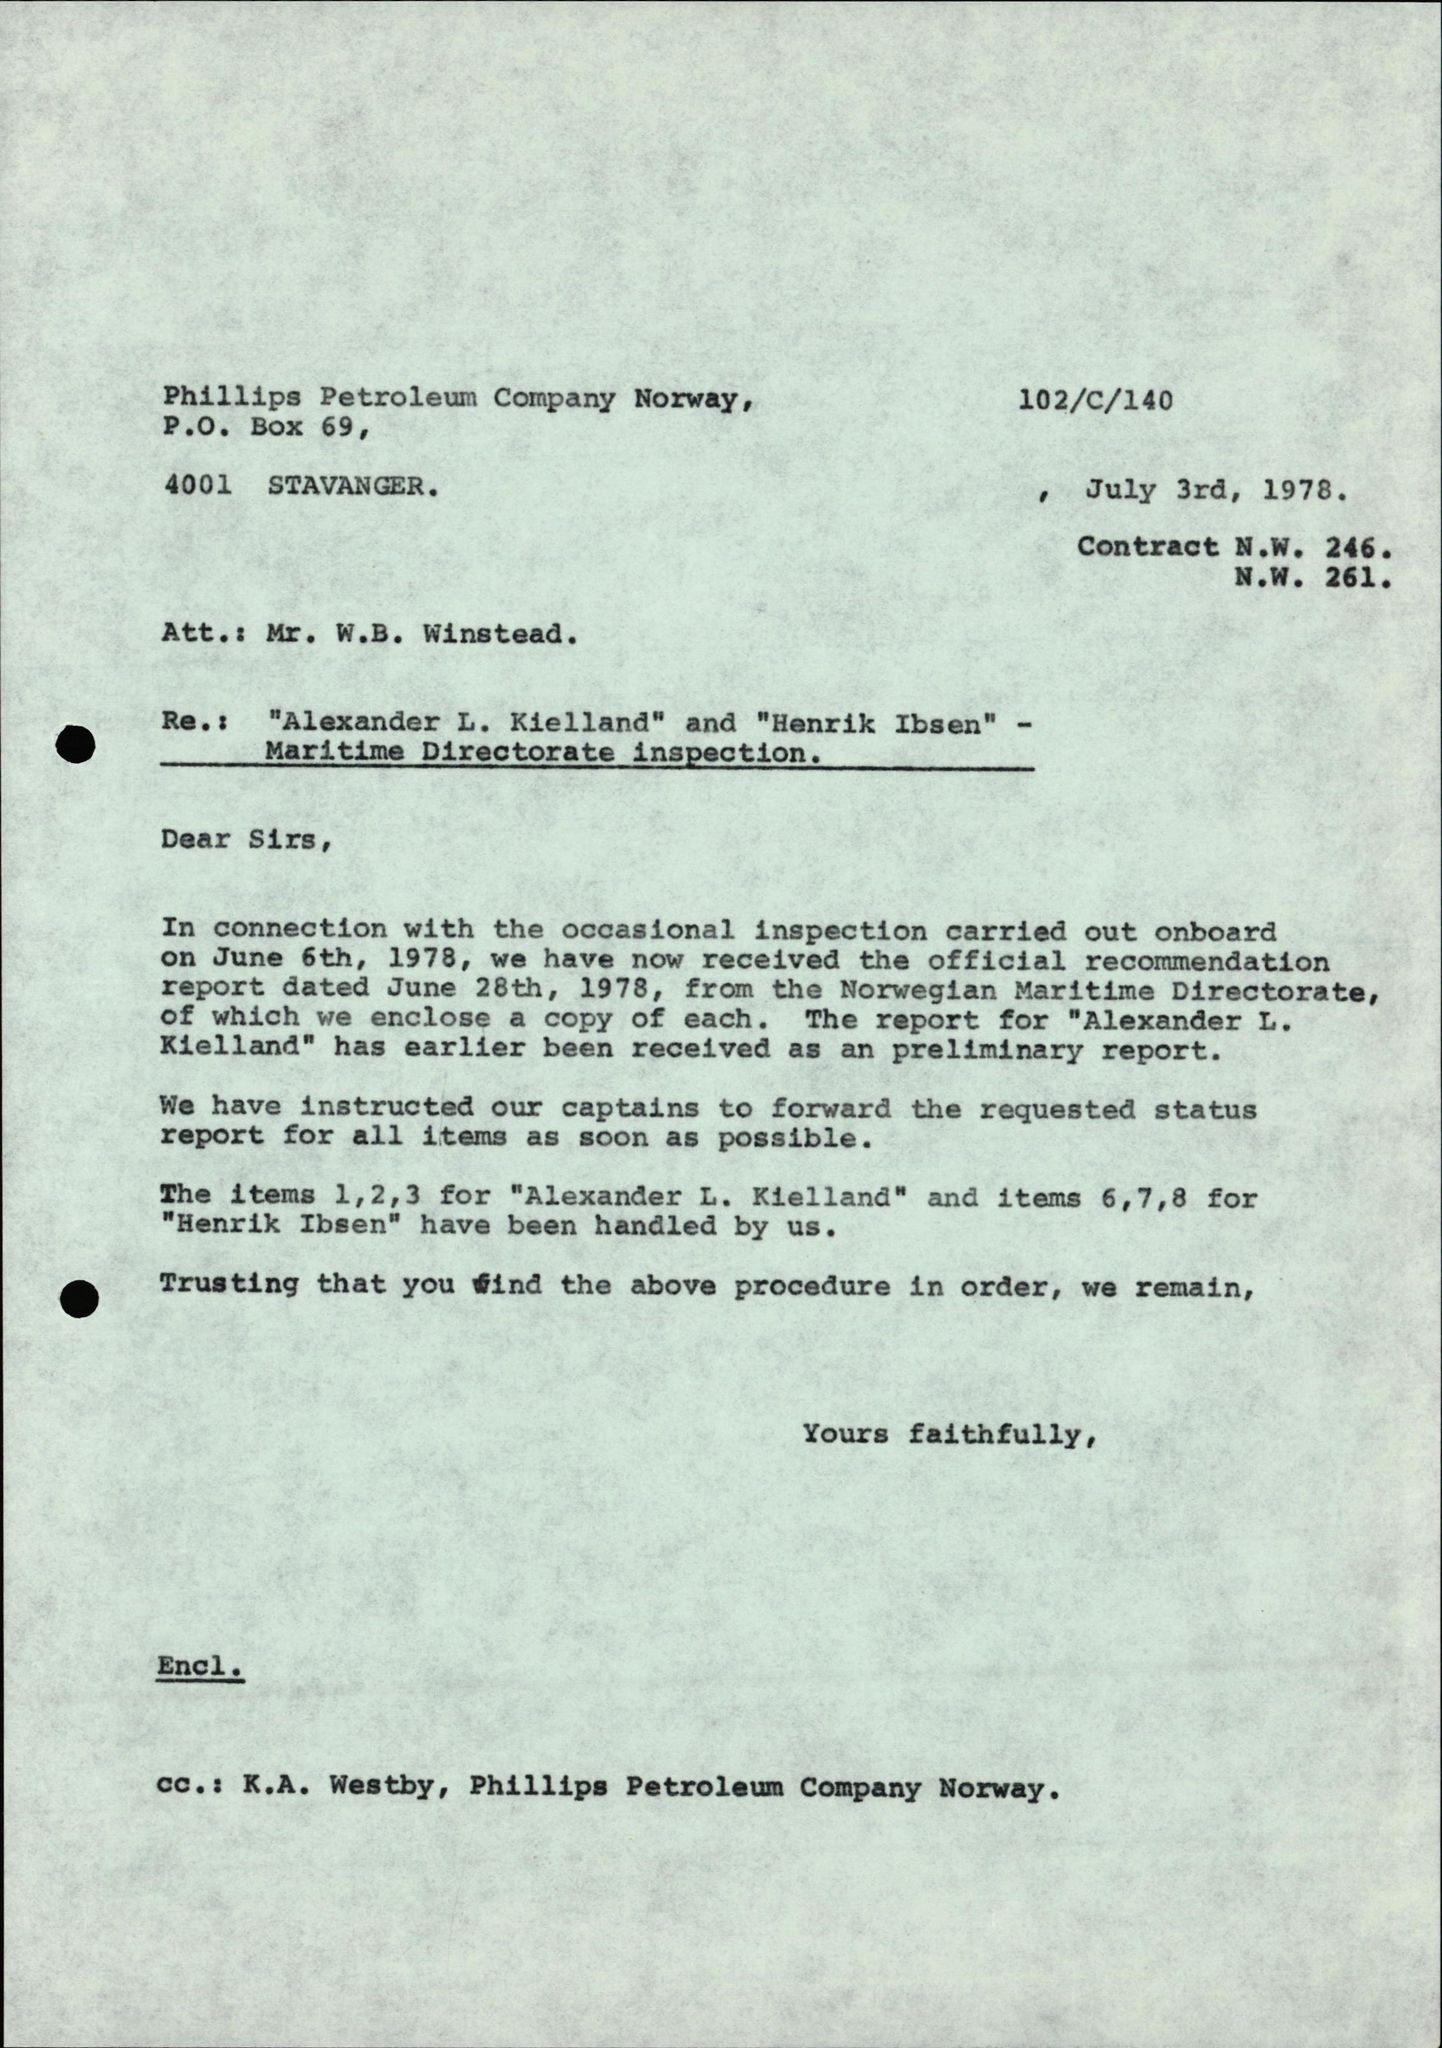 Phillips Petroleum Company Norway,
102/C/140
P.O. Box 69,
4001 STAVANGER.
, July 3rd, 1978.
Contract N.W. 246.
N.W. 261.
Att.: Mr. W.B. Winstead.
Re.: "Alexander L. Kielland" and "Henrik Ibsen" -
Maritime Directorate inspection.
Dear Sirs,
In connection with the occasional inspection carried out onboard
on June 6th, 1978, we have now received the official recommendation
report dated June 28th, 1978, from the Norwegian Maritime Directorate,
of which we enclose a copy of each. The report for "Alexander L.
Kielland" has earlier been received as an preliminary report.
We have instructed our captains to forward the requested status
report for all items as soon as possible.
The items 1,2,3 for "Alexander L. Kielland" and items 6,7,8 for
"Henrik Ibsen" have been handled by us.
Trusting that you find the above procedure in order, we remain,
Yours faithfully,
Encl.
cc.: K.A. Westby, Phillips Petroleum Company Norway.